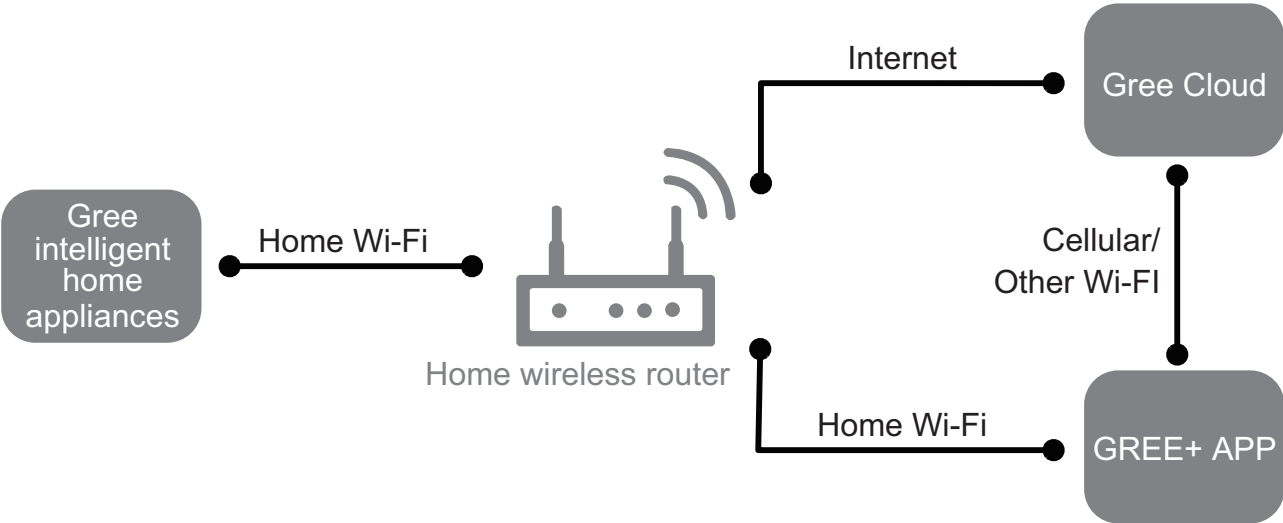 Internet
Gree Cloud
Gree
intelligent
home
appliances
Home Wi-Fi
Cellular/
Other Wi-FI
Home wireless router
Home Wi-Fi
GREE+ APP